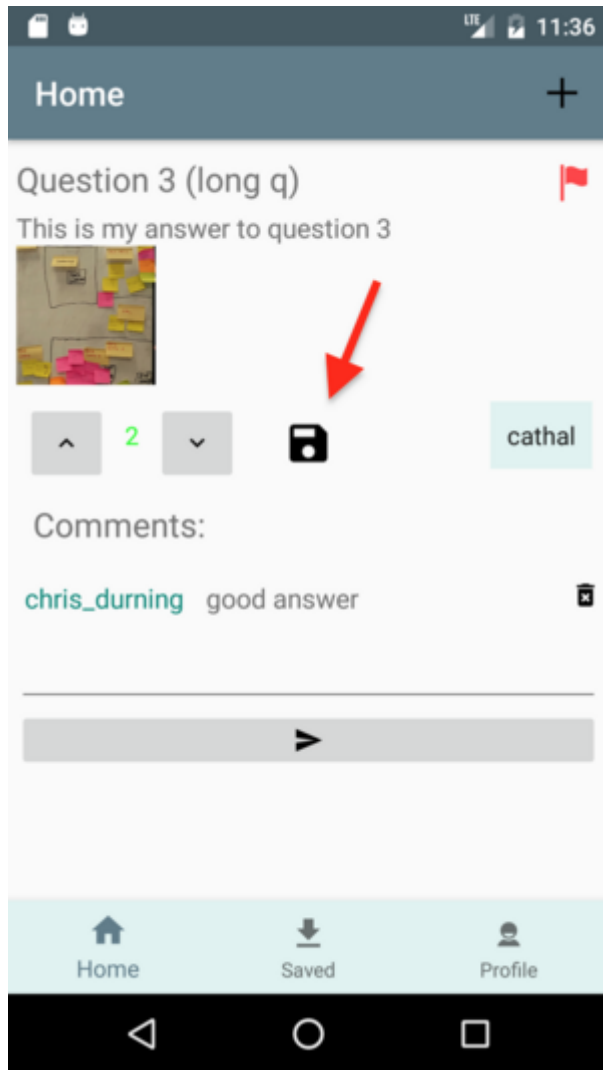 LTE 11:36
Home
Question 3 (long q)
This is my answer to question 3
2
cathal
Comments:
chris_durning good answer
Home Saved Profile